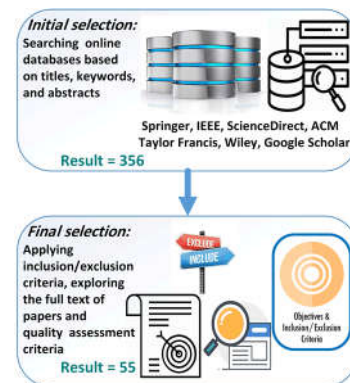 Initial selection:
Searching online
databases based
on titles, keywords,
and abstracts
Springer, IEEE, ScienceDirect, ACM
Taylor Francis, Wiley, Google Scholar
Result = 356
Final selection:
Applying
inclusion/exclusion
criteria, exploring
the full text of
papers and
quality assessment
criteria
Result = 55
EXCLUDE
INCLUDE
Objectives &
Inclusion / Exclusion
Criteria